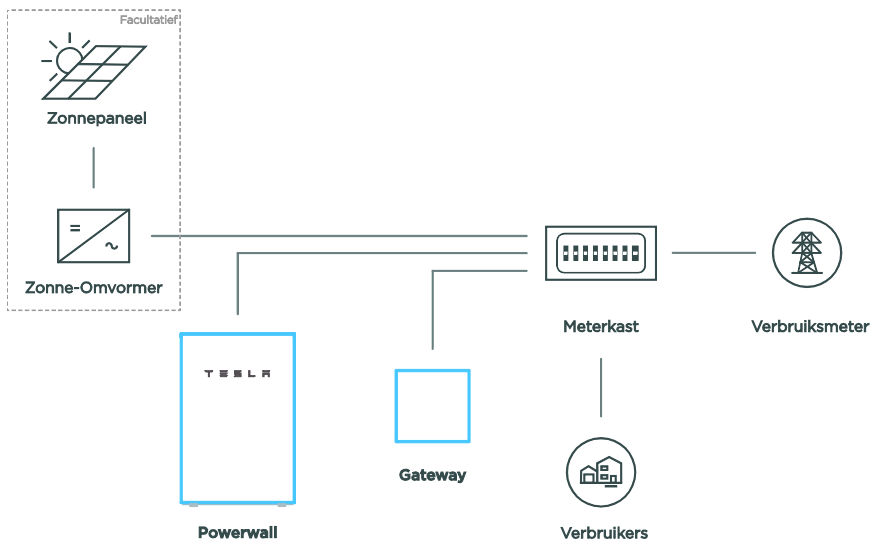 Facultatief
Zonnepaneel
Zonne-Omvormer
TESLA
Powerwall
Gateway
Meterkast
Verbruiksmeter
Verbruikers